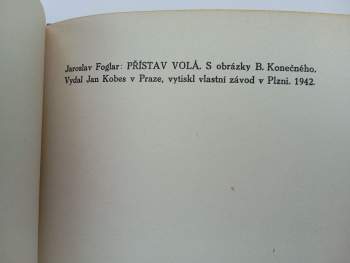 Jaroslav Foglar: PŘÍSTAV VOLÁ. S obrázky B. Konečného.
Vydal Jan Kobes v Praze, vytiskl vlastní závod v Plzni. 1942.